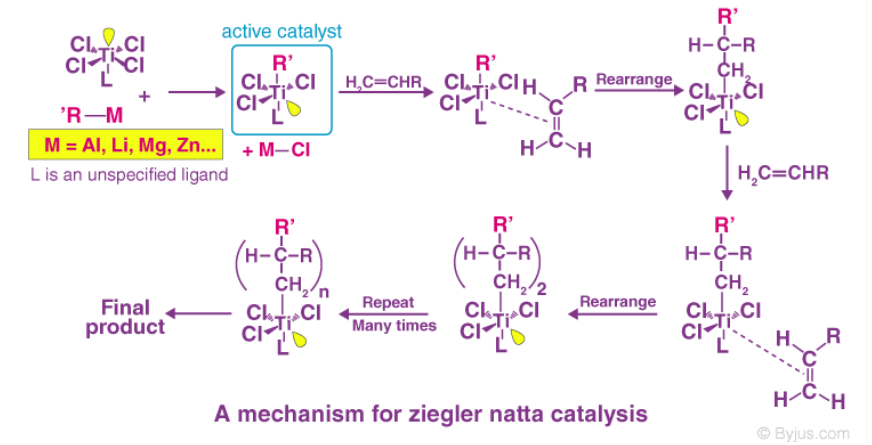 active catalyst
Cl Cl
Ti
Cl Cl
L
+
'R—M
M = Al, Li, Mg, Zn...
L is an unspecified ligand
R'
Cl Cl
Ti
Cl
L
+ M—Cl
H₂C=CHR
R'
Cl Cl
Ti
Cl
L
H R
C
C
H H
Rearrange
R'
H–C–R
CH₂
Cl Cl
Ti
Cl
L
H₂C=CHR
R'
H–C–R
CH₂
Cl Cl
Ti
Cl
L
H R
C
C
H H
Rearrange
R'
(H–C–R
CH₂)₂
Cl Cl
Ti
Cl
L
Repeat
Many times
R'
(H–C–R
CH₂)n
Cl Cl
Ti
Cl
L
Final
product
A mechanism for ziegler natta catalysis
© Byjus.com